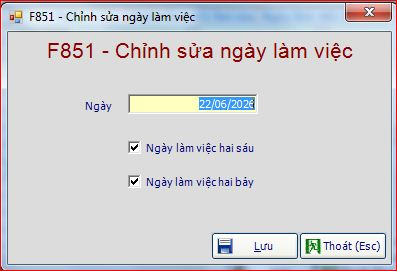 F851 - Chỉnh sửa ngày làm việc
F851 - Chỉnh sửa ngày làm việc
Ngày 22/06/2026
Ngày làm việc hai sáu
Ngày làm việc hai bảy
Lưu Thoát (Esc)